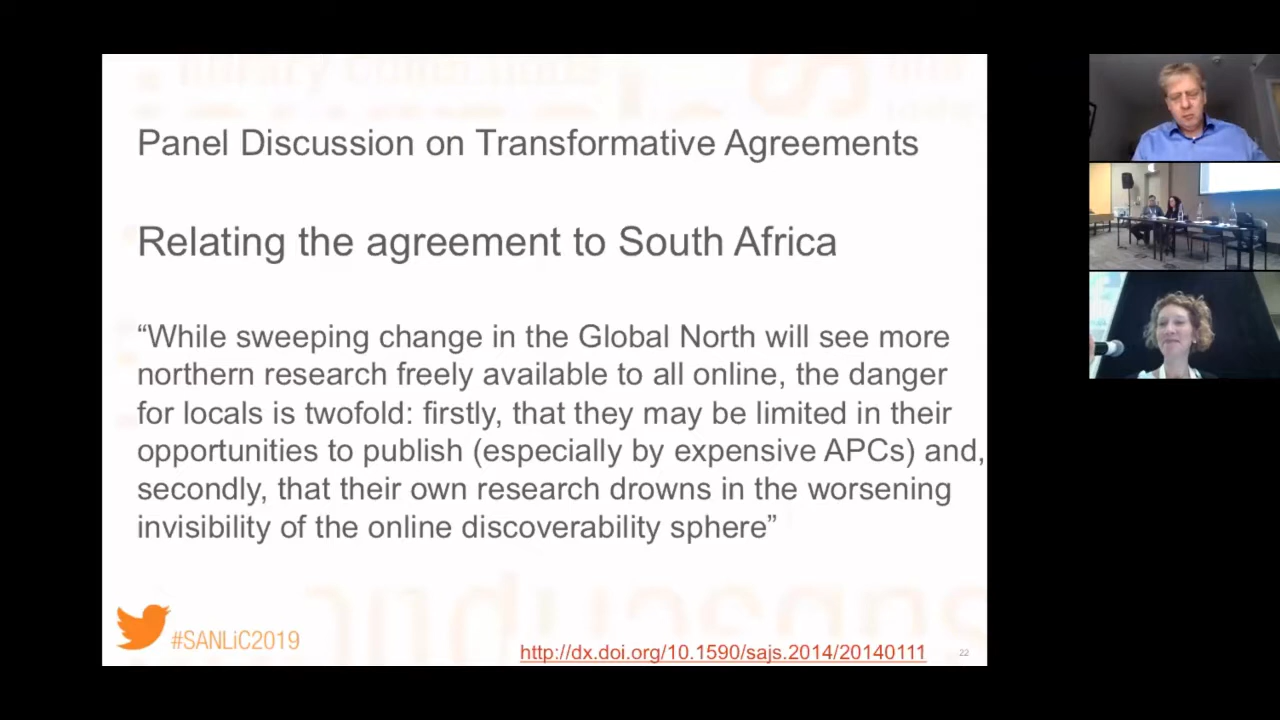 Panel Discussion on Transformative Agreements
Relating the agreement to South Africa
“While sweeping change in the Global North will see more
northern research freely available to all online, the danger
for locals is twofold: firstly, that they may be limited in their
opportunities to publish (especially by expensive APCs) and,
secondly, that their own research drowns in the worsening
invisibility of the online discoverability sphere”
#SANLiC2019
http://dx.doi.org/10.1590/sajs.2014/20140111
22